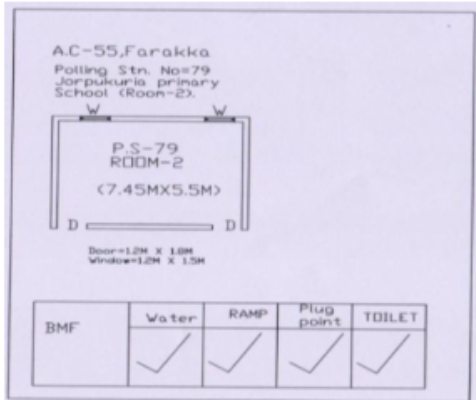 A.C-55,Farakka
Polling Stn. No=79
Jorpukuria primary
School (Room-2).
W W
P.S-79
ROOM-2
(7.45MX5.5M)
D D
Door=1.2M X 1.8M
Window=1.2M X 1.5M
BMF Water RAMP Plug point TOILET